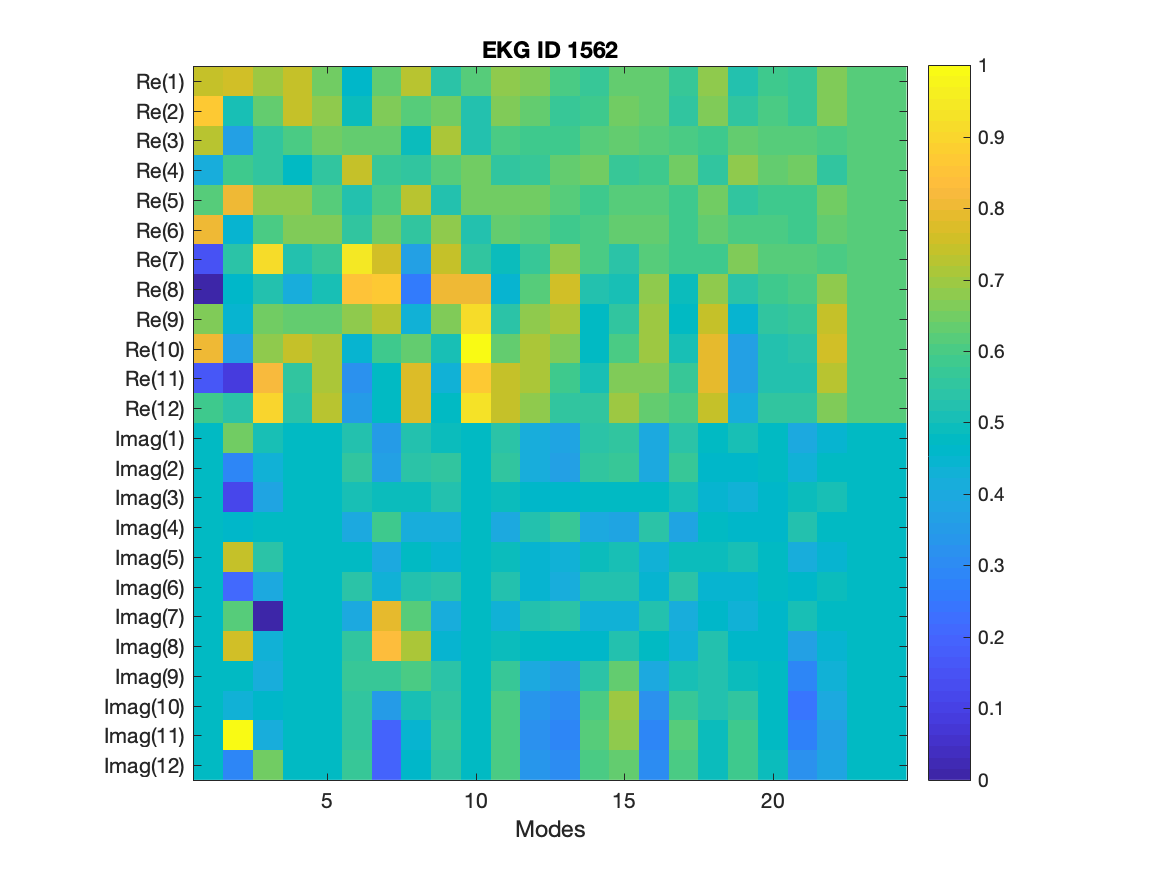 EKG ID 1562
Re(1)
Re(2)
Re(3)
Re(4)
Re(5)
Re(6)
Re(7)
Re(8)
Re(9)
Re(10)
Re(11)
Re(12)
Imag(1)
Imag(2)
Imag(3)
Imag(4)
Imag(5)
Imag(6)
Imag(7)
Imag(8)
Imag(9)
Imag(10)
Imag(11)
Imag(12)
5 10 15 20
Modes
1
0.9
0.8
0.7
0.6
0.5
0.4
0.3
0.2
0.1
0